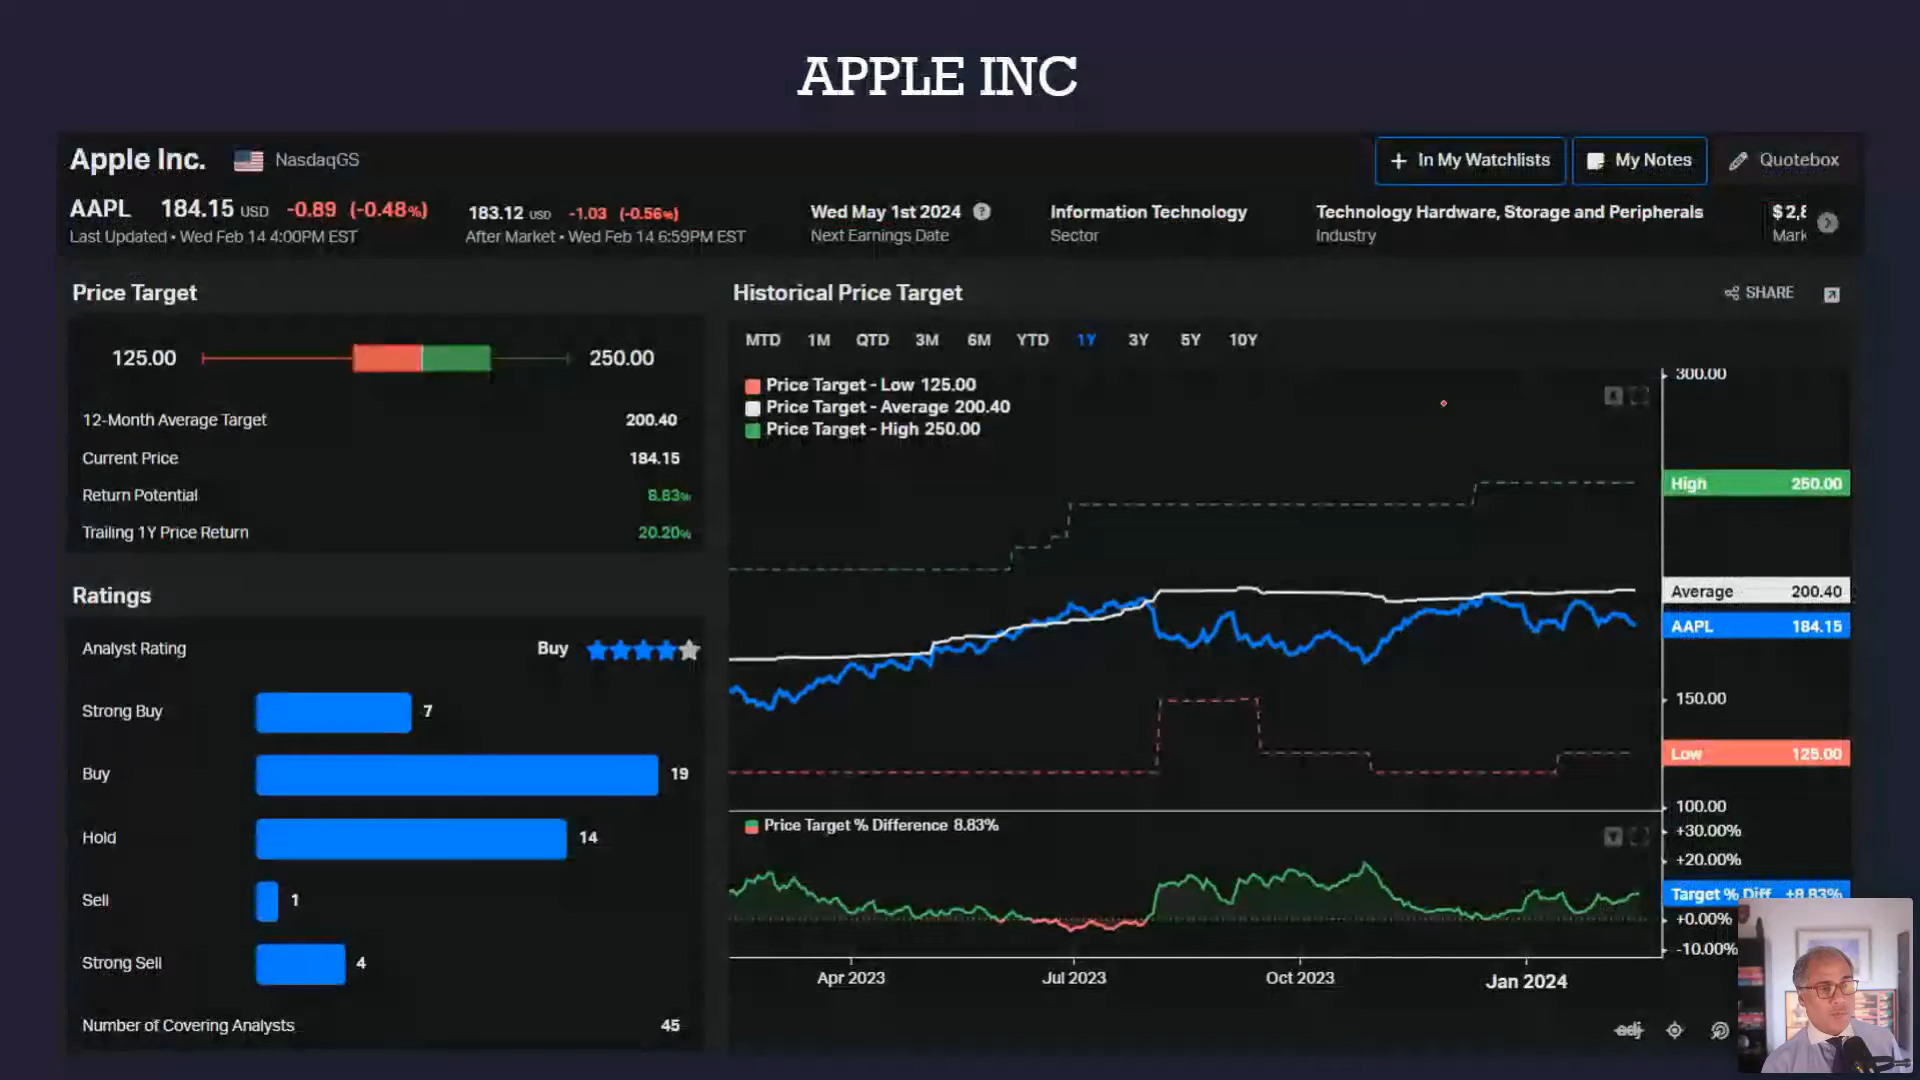 APPLE INC
Apple Inc. NasdaqGS
In My Watchlists My Notes Quotebox
AAPL 184.15 USD -0.89 (-0.48%)
Last Updated • Wed Feb 14 4:00PM EST
183.12 USD -1.03 (-0.56%)
After Market • Wed Feb 14 6:59PM EST
Wed May 1st 2024
Next Earnings Date
Information Technology
Sector
Technology Hardware, Storage and Peripherals
Industry
$ 2,8
Mark
Price Target
125.00 250.00
12-Month Average Target 200.40
Current Price 184.15
Return Potential 8.83%
Trailing 1Y Price Return 20.20%
Ratings
Analyst Rating Buy
Strong Buy 7
Buy 19
Hold 14
Sell 1
Strong Sell 4
Number of Covering Analysts 45
Historical Price Target
SHARE
MTD 1M QTD 3M 6M YTD 1Y 3Y 5Y 10Y
Price Target - Low 125.00
Price Target - Average 200.40
Price Target - High 250.00
300.00
High 250.00
Average 200.40
AAPL 184.15
150.00
Low 125.00
100.00
Price Target % Difference 8.83%
+30.00%
+20.00%
Target % Diff +8.83%
+0.00%
-10.00%
Apr 2023 Jul 2023 Oct 2023 Jan 2024
adj